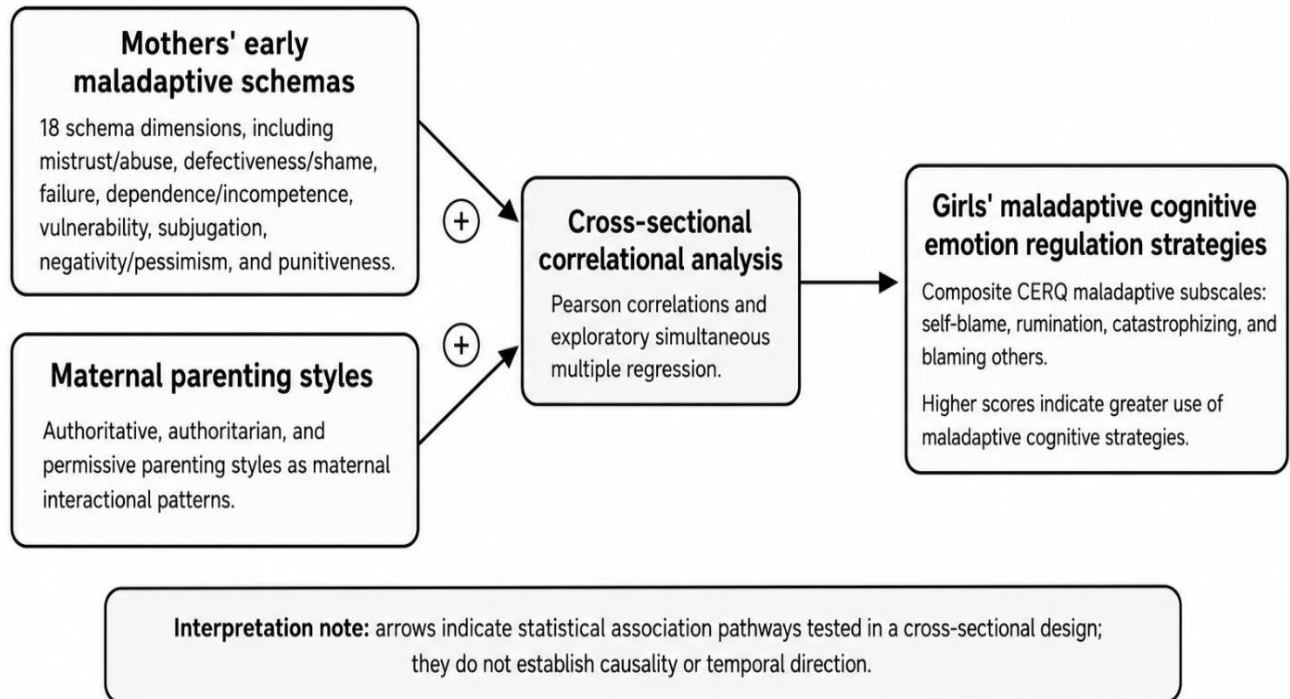 Mothers' early
maladaptive schemas
18 schema dimensions, including
mistrust/abuse, defectiveness/shame,
failure, dependence/incompetence,
vulnerability, subjugation,
negativity/pessimism, and punitiveness.
+
Maternal parenting styles
Authoritative, authoritarian, and
permissive parenting styles as maternal
interactional patterns.
+
Cross-sectional
correlational analysis
Pearson correlations and
exploratory simultaneous
multiple regression.
Girls' maladaptive cognitive
emotion regulation strategies
Composite CERQ maladaptive subscales:
self-blame, rumination, catastrophizing, and
blaming others.
Higher scores indicate greater use of
maladaptive cognitive strategies.
Interpretation note: arrows indicate statistical association pathways tested in a cross-sectional design;
they do not establish causality or temporal direction.